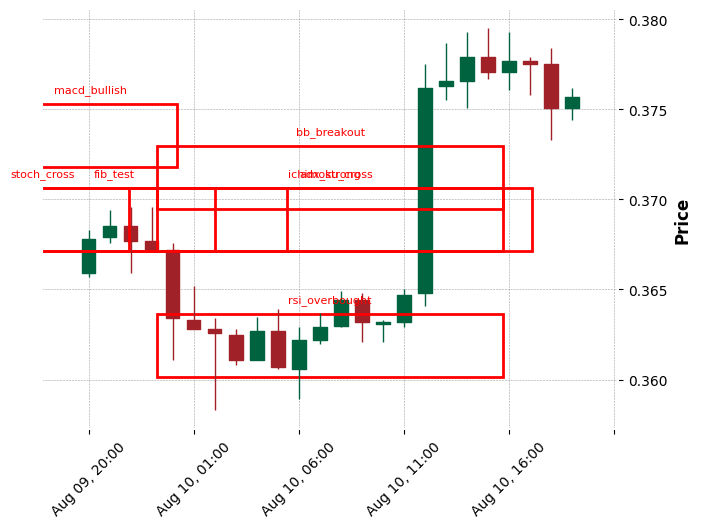 0.380
macd_bullish
0.375
bb_breakout
stoch_cross
fib_test
0.370
Price
0.365
rsi_overbought
0.360
Aug 09, 20:00
Aug 10, 01:00
Aug 10, 06:00
Aug 10, 11:00
Aug 10, 16:00